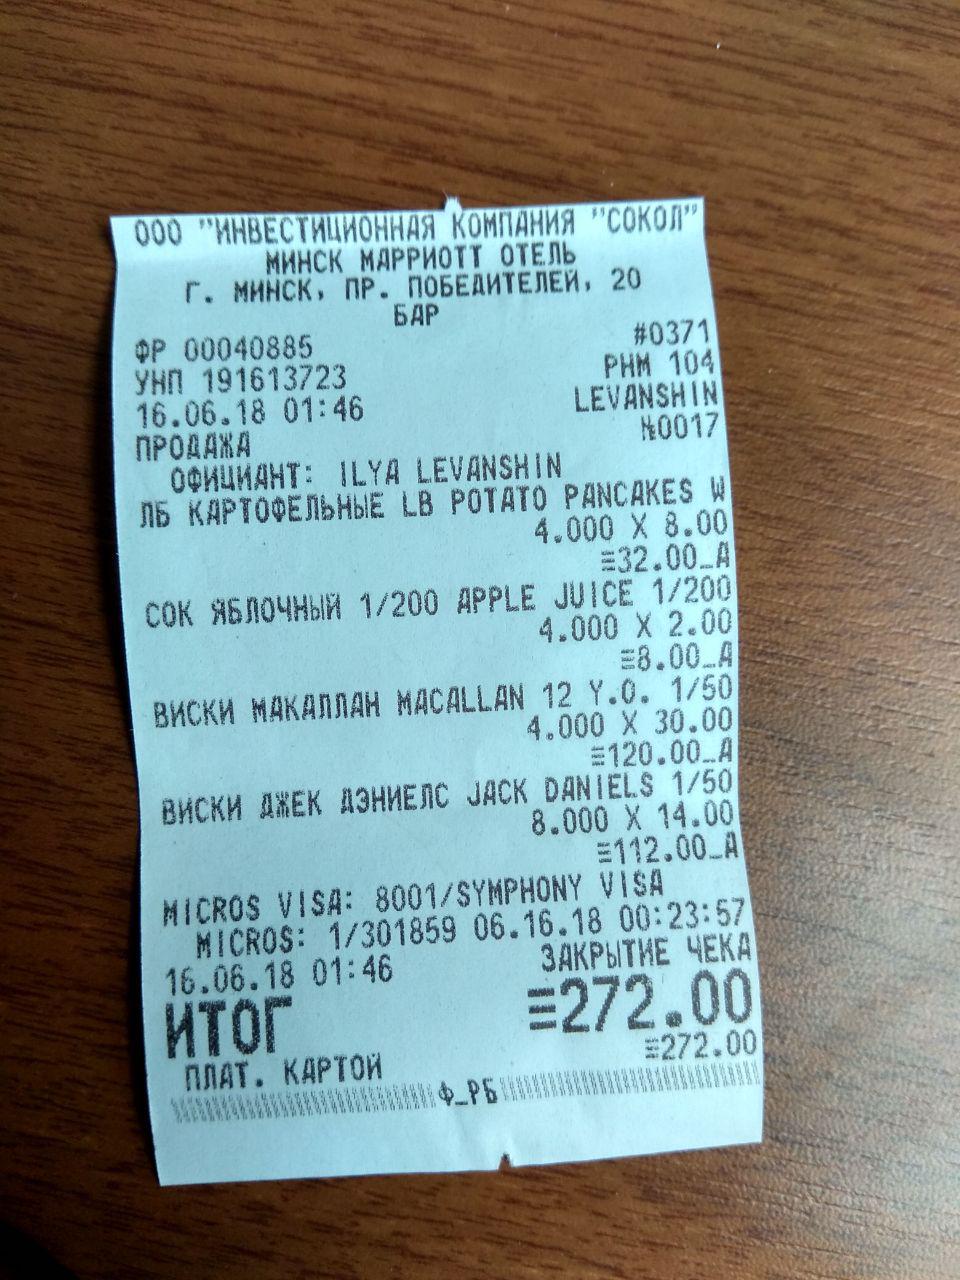 ООО "ИНВЕСТИЦИОННАЯ КОМПАНИЯ "СОКОЛ"
МИНСК МАРРИОТТ ОТЕЛЬ
Г. МИНСК, ПР. ПОБЕДИТЕЛЕЙ, 20
БАР
ФР 00040885 #0371
УНП 191613723 РНМ 104
16.06.18 01:46 LEVANSHIN
ПРОДАЖА №0017
ОФИЦИАНТ: ILYA LEVANSHIN
ЛБ КАРТОФЕЛЬНЫЕ LB POTATO PANCAKES W
4.000 X 8.00
≡32.00_А
СОК ЯБЛОЧНЫЙ 1/200 APPLE JUICE 1/200
4.000 X 2.00
≡8.00_А
ВИСКИ МАКАЛЛАН MACALLAN 12 Y.O. 1/50
4.000 X 30.00
≡120.00_А
ВИСКИ ДЖЕК ДЭНИЕЛС JACK DANIELS 1/50
8.000 X 14.00
≡112.00_А
MICROS VISA: 8001/SYMPHONY VISA
MICROS: 1/301859 06.16.18 00:23:57
16.06.18 01:46 ЗАКРЫТИЕ ЧЕКА
ИТОГ ≡272.00
ПЛАТ. КАРТОЙ ≡272.00
Ф_РБ